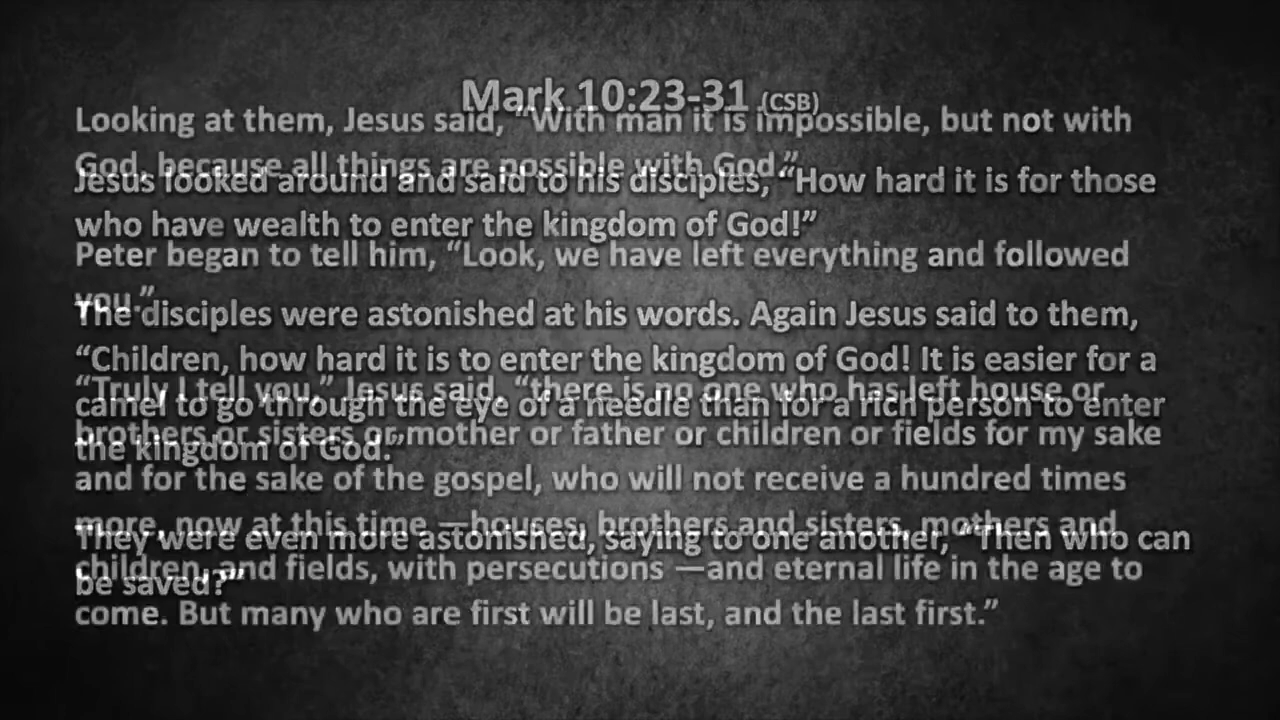 Mark 10:23-31 (CSB)
Jesus looked around and said to his disciples, “How hard it is for those
who have wealth to enter the kingdom of God!”
The disciples were astonished at his words. Again Jesus said to them,
“Children, how hard it is to enter the kingdom of God! It is easier for a
camel to go through the eye of a needle than for a rich person to enter
the kingdom of God.”
They were even more astonished, saying to one another, “Then who can
be saved?”
Looking at them, Jesus said, “With man it is impossible, but not with
God, because all things are possible with God.”
Peter began to tell him, “Look, we have left everything and followed
you.”
“Truly I tell you,” Jesus said, “there is no one who has left house or
brothers or sisters or mother or father or children or fields for my sake
and for the sake of the gospel, who will not receive a hundred times
more, now at this time —houses, brothers and sisters, mothers and
children, and fields, with persecutions —and eternal life in the age to
come. But many who are first will be last, and the last first.”